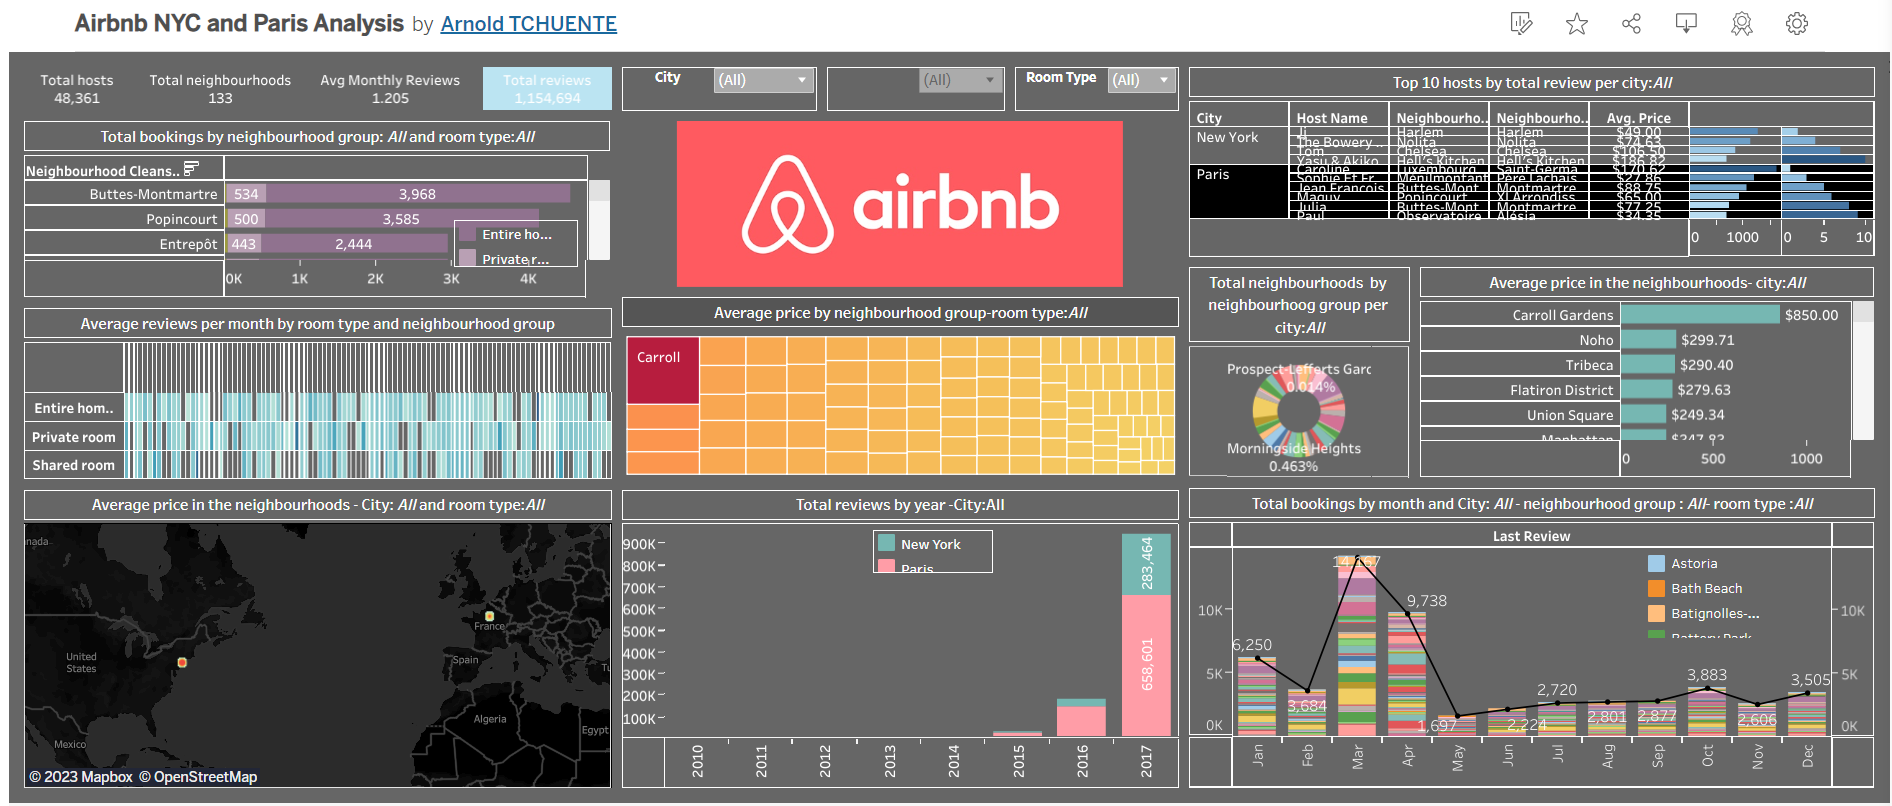 Airbnb NYC and Paris Analysis by Arnold TCHUENTE
Total hosts
48,361
Total neighbourhoods
133
Avg Monthly Reviews
1.205
Total reviews
1,154,694
City
(All)
(All)
Room Type
(All)
Total bookings by neighbourhood group: All and room type:All
Neighbourhood Cleans..
Buttes-Montmartre
534
3,968
Popincourt
500
3,585
Entrepôt
443
2,444
Entire ho...
Private r...
0K
1K
2K
3K
4K
airbnb
Top 10 hosts by total review per city:All
City
Host Name
Neighbourho..
Neighbourho..
Avg. Price
New York
Harlem
Harlem
$49.00
The Bowery ..
Nolita
Nolita
$74.63
Tom
Chelsea
Chelsea
$106.50
Yasu & Akiko
Hell's Kitchen
Hell's Kitchen
$186.82
Paris
Caroline
Luxembourg
Saint-Germa
$170.62
Sophie Et Fr
Menilmontant
Pere Lachais
$27.86
Jean Francois
Buttes-Mont
Montmartre
$88.75
Maguy
Popincourt
XI Arrondiss
$65.00
Julia
Buttes-Mont
Montmartre
$77.25
Paul
Observatoire
Alesia
$34.35
0
1000
0
5
10
Average reviews per month by room type and neighbourhood group
Entire hom..
Private room
Shared room
Average price by neighbourhood group-room type:All
Carroll
Total neighbourhoods by
neighbourhoog group per
city:All
Prospect-Lefferts Garc
0.014%
Morningside Heights
0.463%
Average price in the neighbourhoods- city:All
Carroll Gardens
$850.00
Noho
$299.71
Tribeca
$290.40
Flatiron District
$279.63
Union Square
$249.34
Manhattan
$247.92
0
500
1000
Average price in the neighbourhoods - City: All and room type:All
nada
United
States
Mexico
France
Spain
Tu
Algeria
Egypt
© 2023 Mapbox © OpenStreetMap
Total reviews by year -City:All
New York
Paris
900K
800K
700K
600K
500K
400K
300K
200K
100K
283,464
658,601
2010
2011
2012
2013
2014
2015
2016
2017
Total bookings by month and City: All - neighbourhood group : All- room type :All
Last Review
Astoria
Bath Beach
Batignolles-...
Battery Park
10K
5K
0K
10K
5K
0K
6,250
3,684
14,167
9,738
1,697
2,224
2,720
2,801
2,877
3,883
2,606
3,505
Jan
Feb
Mar
Apr
May
Jun
Jul
Aug
Sep
Oct
Nov
Dec